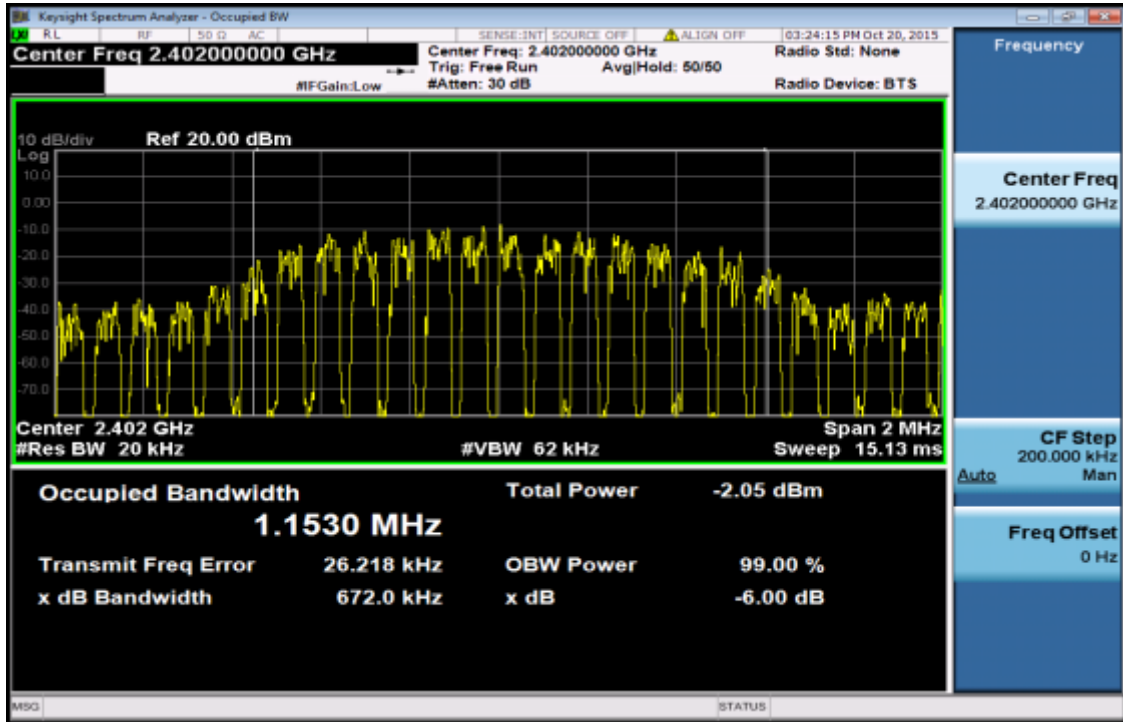 Keysight Spectrum Analyzer - Occupied BW
RL RF 50 Ω AC SENSE:INT SOURCE OFF ALIGN OFF 03:24:15 PM Oct 20, 2015
Center Freq 2.402000000 GHz
Center Freq: 2.402000000 GHz
Radio Std: None
Trig: Free Run Avg|Hold: 50/50
#IFGain:Low #Atten: 30 dB Radio Device: BTS
10 dB/div Ref 20.00 dBm
Log
10.0
0.00
-10.0
-20.0
-30.0
-40.0
-50.0
-60.0
-70.0
Center 2.402 GHz Span 2 MHz
#Res BW 20 kHz #VBW 62 kHz Sweep 15.13 ms
Occupied Bandwidth Total Power -2.05 dBm
1.1530 MHz
Transmit Freq Error 26.218 kHz OBW Power 99.00 %
x dB Bandwidth 672.0 kHz x dB -6.00 dB
MSG STATUS
Frequency
Center Freq
2.402000000 GHz
CF Step
200.000 kHz
Auto Man
Freq Offset
0 Hz